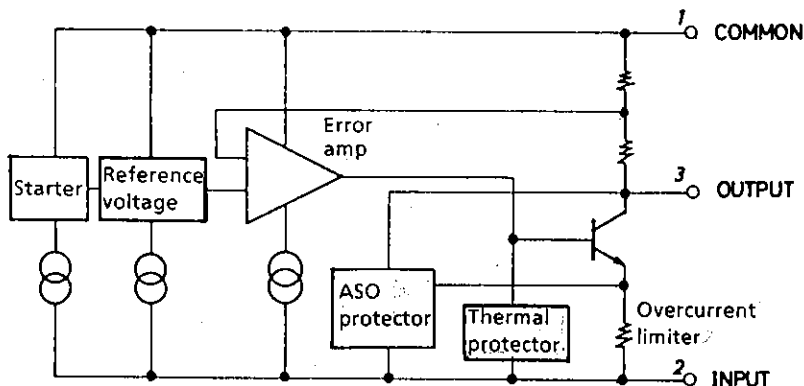 1
COMMON
Error
amp
Starter
Reference
voltage
3
OUTPUT
ASO
protector
Thermal
protector
Overcurrent
limiter
2
INPUT